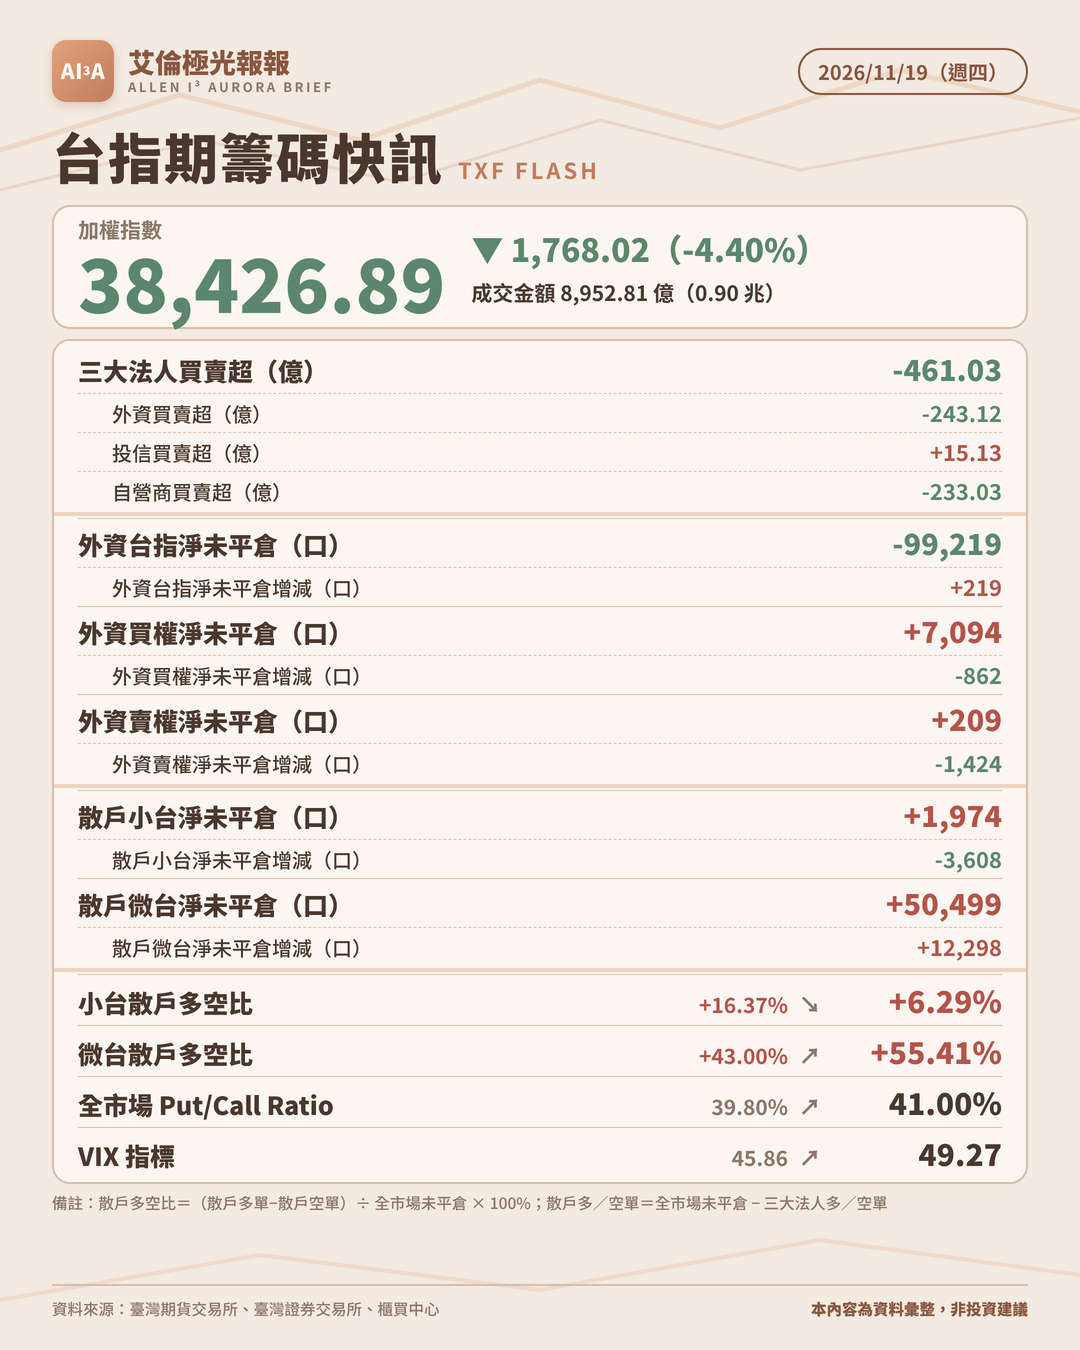 AI³A
艾倫極光報報
ALLEN I³ AURORA BRIEF
2026/11/19（週四）
台指期籌碼快訊 TXF FLASH
加權指數
38,426.89
▼ 1,768.02（-4.40%）
成交金額 8,952.81 億（0.90 兆）
三大法人買賣超（億） -461.03
外資買賣超（億） -243.12
投信買賣超（億） +15.13
自營商買賣超（億） -233.03
外資台指淨未平倉（口） -99,219
外資台指淨未平倉增減（口） +219
外資買權淨未平倉（口） +7,094
外資買權淨未平倉增減（口） -862
外資賣權淨未平倉（口） +209
外資賣權淨未平倉增減（口） -1,424
散戶小台淨未平倉（口） +1,974
散戶小台淨未平倉增減（口） -3,608
散戶微台淨未平倉（口） +50,499
散戶微台淨未平倉增減（口） +12,298
小台散戶多空比 +16.37% ↘ +6.29%
微台散戶多空比 +43.00% ↗ +55.41%
全市場 Put/Call Ratio 39.80% ↗ 41.00%
VIX 指標 45.86 ↗ 49.27
備註：散戶多空比＝（散戶多單−散戶空單）÷ 全市場未平倉 × 100%；散戶多／空單＝全市場未平倉 − 三大法人多／空單
資料來源：臺灣期貨交易所、臺灣證券交易所、櫃買中心
本內容為資料彙整，非投資建議